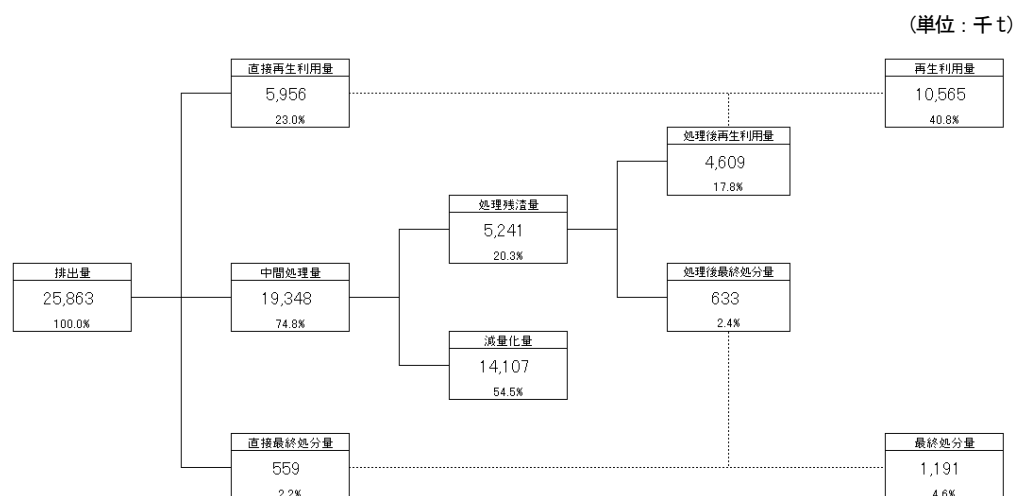 (単位：千t)
直接再生利用量
5,956
23.0%
再生利用量
10,565
40.8%
処理後再生利用量
4,609
17.8%
処理残渣量
5,241
20.3%
排出量
25,863
100.0%
中間処理量
19,348
74.8%
処理後最終処分量
633
2.4%
減量化量
14,107
54.5%
直接最終処分量
559
2.2%
最終処分量
1,191
4.6%